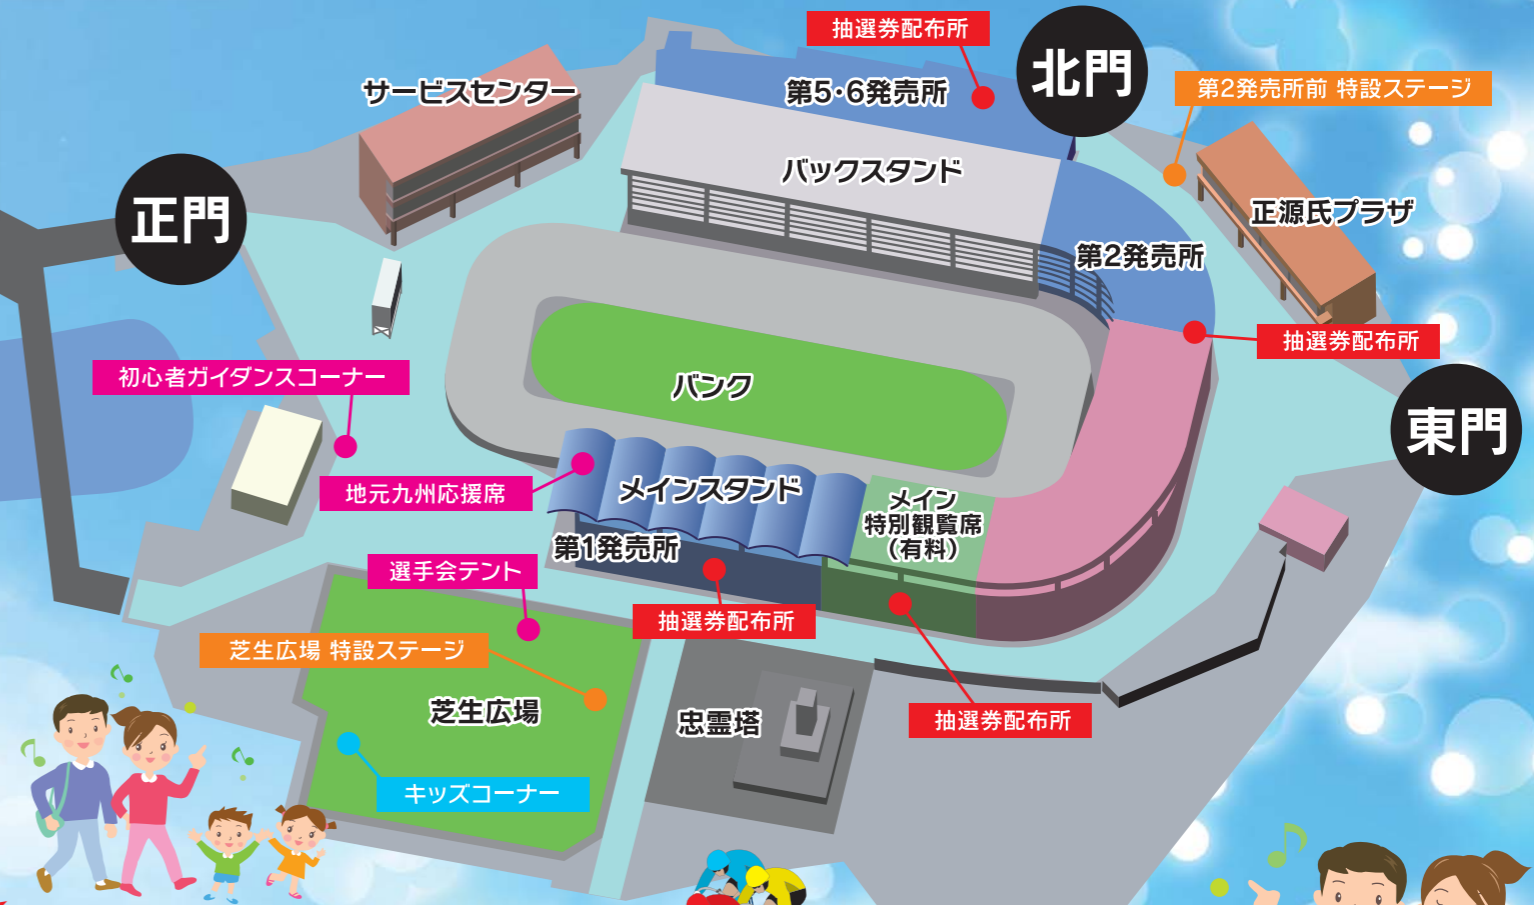 抽選券配布所
北門
第2発売所前 特設ステージ
サービスセンター
第5・6発売所
バックスタンド
正門
正源氏プラザ
第2発売所
抽選券配布所
初心者ガイダンスコーナー
バンク
東門
地元九州応援席
メインスタンド
メイン
特別観覧席
（有料）
第1発売所
選手会テント
抽選券配布所
芝生広場 特設ステージ
芝生広場
忠霊塔
抽選券配布所
キッズコーナー